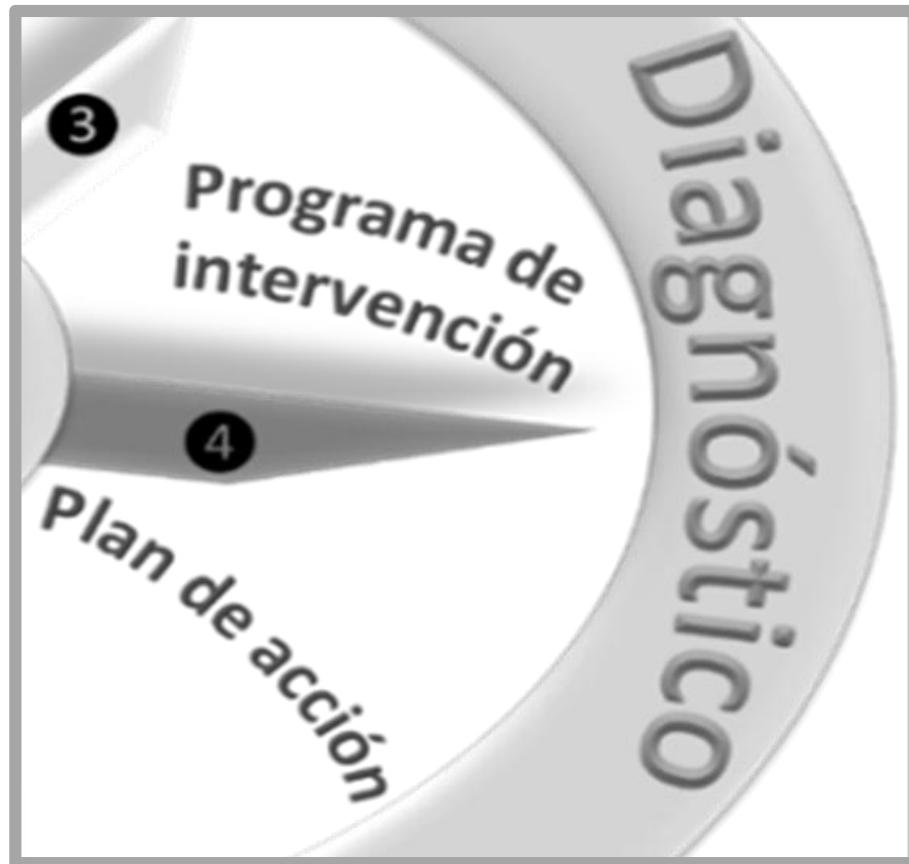 3
Programa de
intervención
4
Plan de acción
Diagnóstico